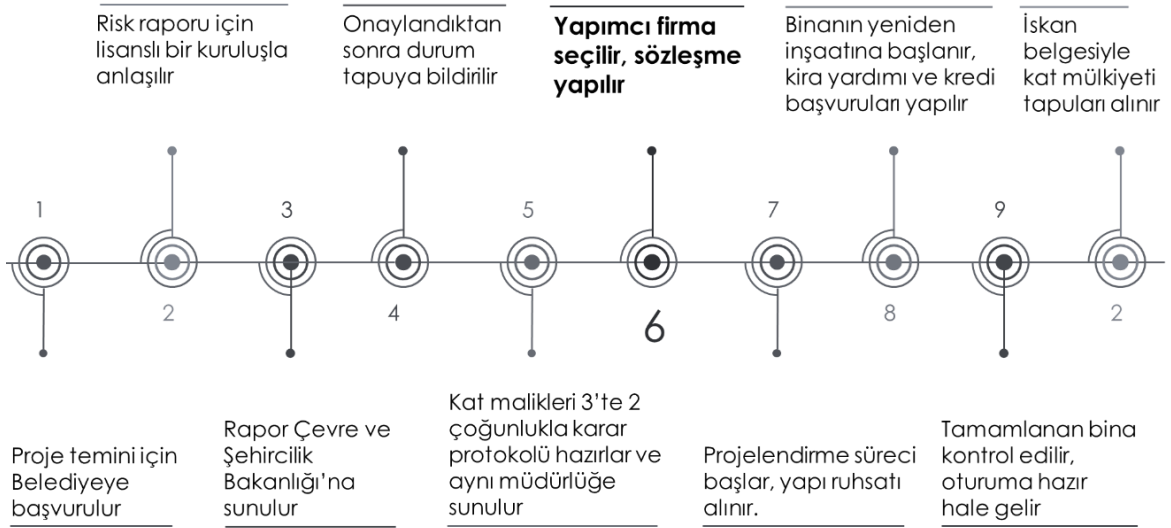 Risk raporu için
lisanslı bir kuruluşla
anlaşılır
Onaylandıktan
sonra durum
tapuya bildirilir
Yapımcı firma
seçilir, sözleşme
yapılır
Binanın yeniden
inşaatına başlanır,
kira yardımı ve kredi
başvuruları yapılır
İskan
belgesiyle
kat mülkiyeti
tapuları alınır
1
3
5
7
9
2
4
6
8
2
Proje temini için
Belediyeye
başvurulur
Rapor Çevre ve
Şehircilik
Bakanlığı'na
sunulur
Kat malikleri 3'te 2
çoğunlukla karar
protokolü hazırlar ve
aynı müdürlüğe
sunulur
Projelendirme süreci
başlar, yapı ruhsatı
alınır.
Tamamlanan bina
kontrol edilir,
oturuma hazır
hale gelir